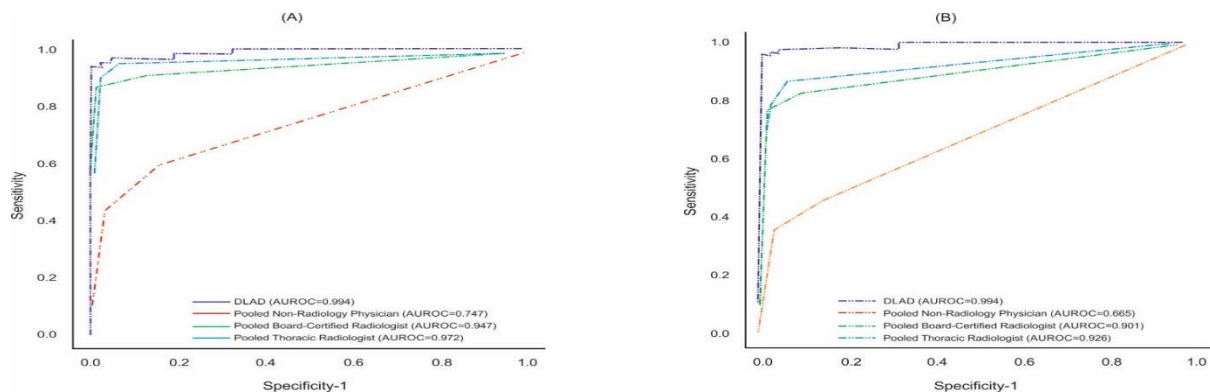 (A)
1.0
0.8
0.6
0.4
0.2
0.0
Sensitivity
DLAD (AUROC=0.994)
Pooled Non-Radiology Physician (AUROC=0.747)
Pooled Board-Certified Radiologist (AUROC=0.947)
Pooled Thoracic Radiologist (AUROC=0.972)
0.0 0.2 0.4 0.6 0.8 1.0
Specificity-1
(B)
1.0
0.8
0.6
0.4
0.2
0.0
Sensitivity
DLAD (AUROC=0.994)
Pooled Non-Radiology Physician (AUROC=0.665)
Pooled Board-Certified Radiologist (AUROC=0.901)
Pooled Thoracic Radiologist (AUROC=0.926)
0.0 0.2 0.4 0.6 0.8 1.0
Specificity-1